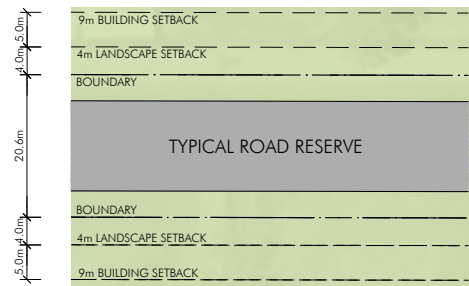 5.0m
9m BUILDING SETBACK
4.0m
4m LANDSCAPE SETBACK
BOUNDARY
20.6m
TYPICAL ROAD RESERVE
BOUNDARY
4.0m
4m LANDSCAPE SETBACK
5.0m
9m BUILDING SETBACK